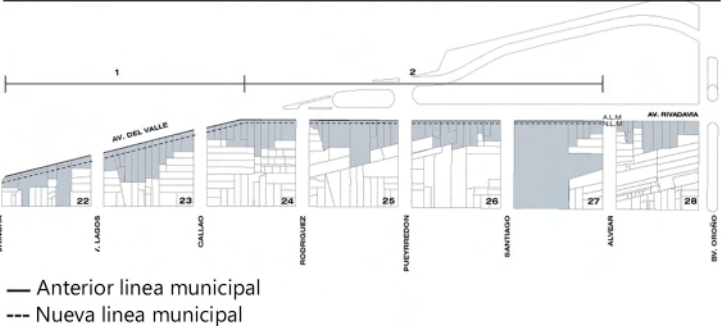 1
2
AV. DEL VALLE
A.L.M
N.L.M
AV. RIVADAVIA
22
23
24
25
26
27
28
V. LAGOS
CALLAO
RODRIGUEZ
PUEYRREDON
SANTIAGO
ALVEAR
BV. OROÑO
Anterior linea municipal
Nueva linea municipal